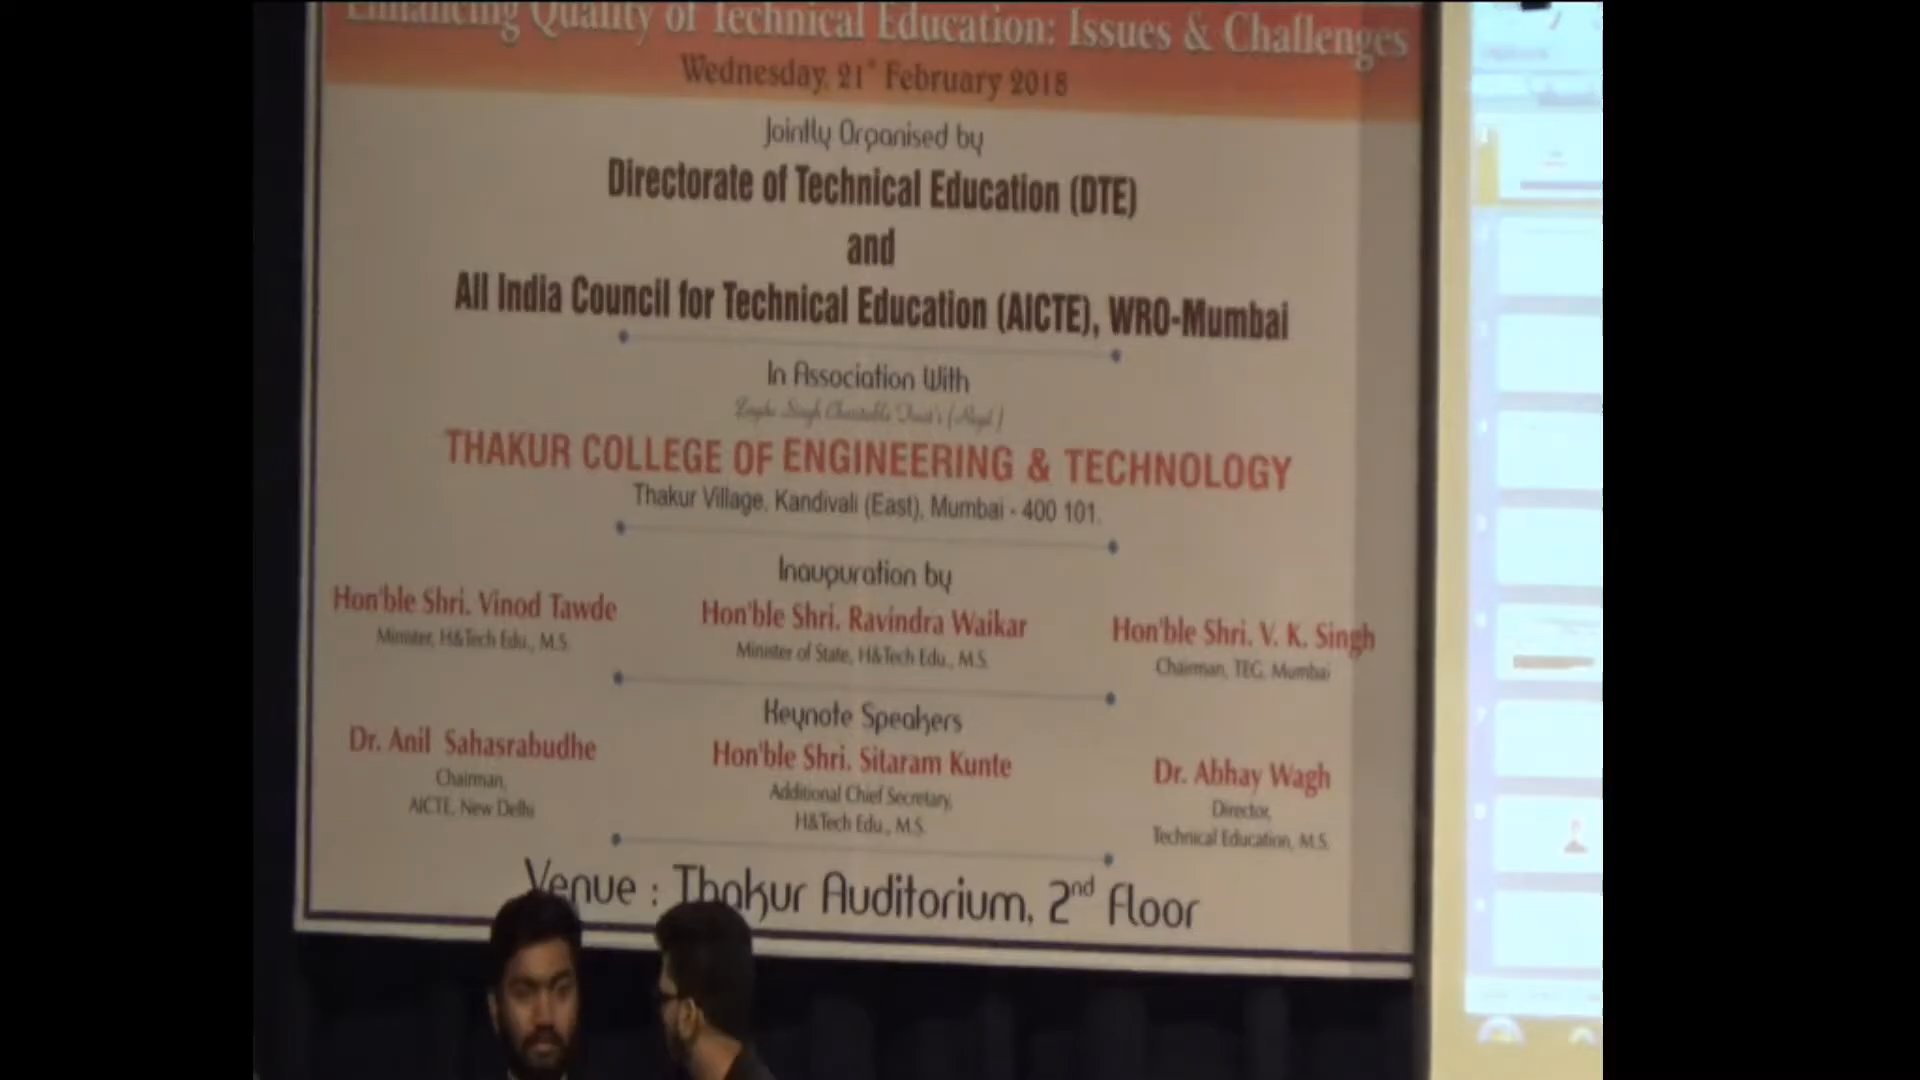 Enhancing Quality of Technical Education: Issues & Challenges
Wednesday, 21st February 2018
Jointly Organised by
Directorate of Technical Education (DTE)
and
All India Council for Technical Education (AICTE), WRO-Mumbai
In Association With
Singh Charitable Trust's (Regd.)
THAKUR COLLEGE OF ENGINEERING & TECHNOLOGY
Thakur Village, Kandivali (East), Mumbai - 400 101.
Inauguration by
Hon'ble Shri. Vinod Tawde
Minister, H&Tech Edu., M.S.
Hon'ble Shri. Ravindra Waikar
Minister of State, H&Tech Edu., M.S.
Hon'ble Shri. V. K. Singh
Chairman, TEG, Mumbai
Keynote Speakers
Dr. Anil Sahasrabudhe
Chairman,
AICTE, New Delhi
Hon'ble Shri. Sitaram Kunte
Additional Chief Secretary,
H&Tech Edu., M.S.
Dr. Abhay Wagh
Director,
Technical Education, M.S.
Venue : Thakur Auditorium, 2nd Floor